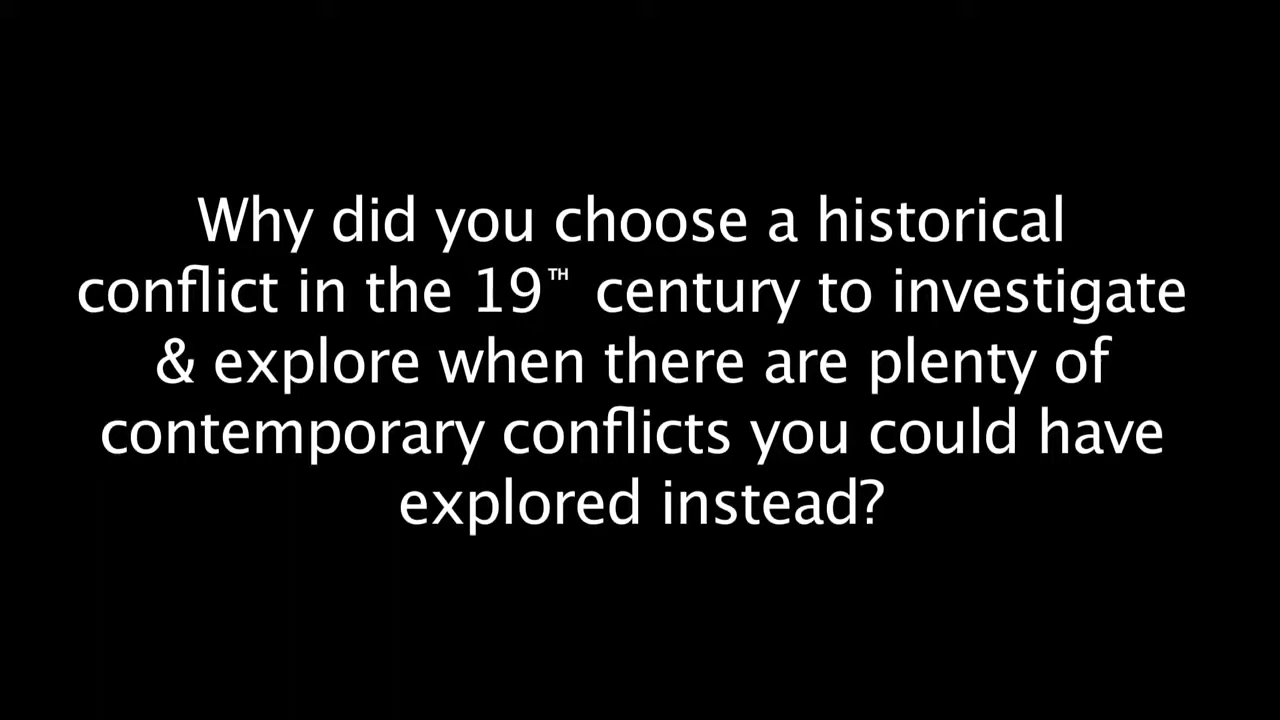 Why did you choose a historical
conflict in the 19TH century to investigate
& explore when there are plenty of
contemporary conflicts you could have
explored instead?